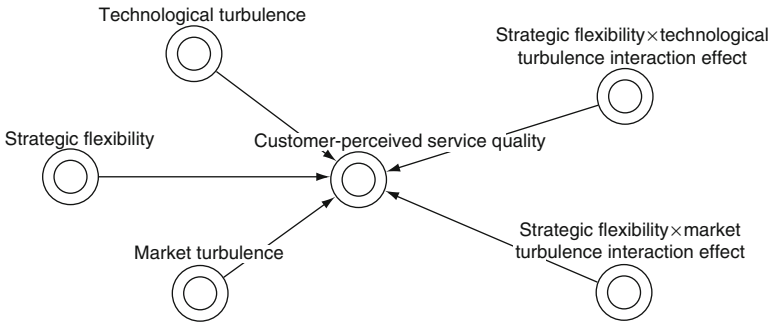 Technological turbulence
Strategic flexibility×technological
turbulence interaction effect
Strategic flexibility
Customer-perceived service quality
Market turbulence
Strategic flexibility×market
turbulence interaction effect